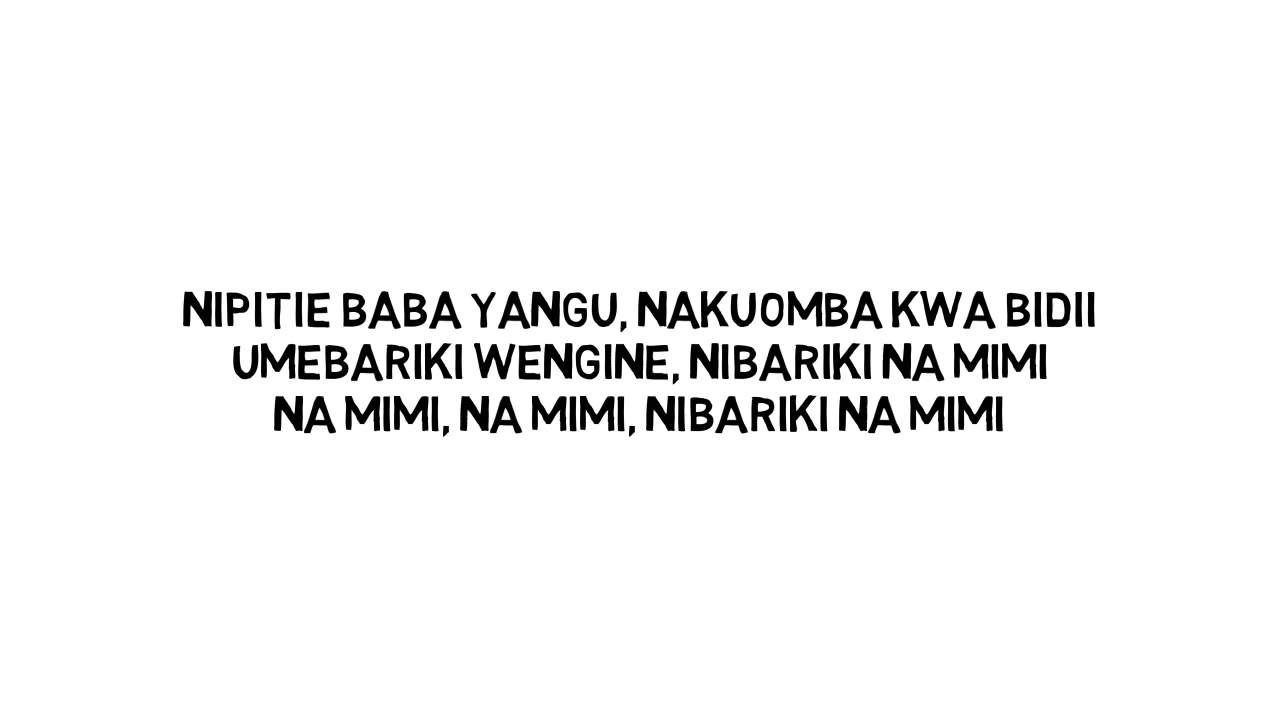 NIPITIE BABA YANGU, NAKUOMBA KWA BIDII
UMEBARIKI WENGINE, NIBARIKI NA MIMI
NA MIMI, NA MIMI, NIBARIKI NA MIMI